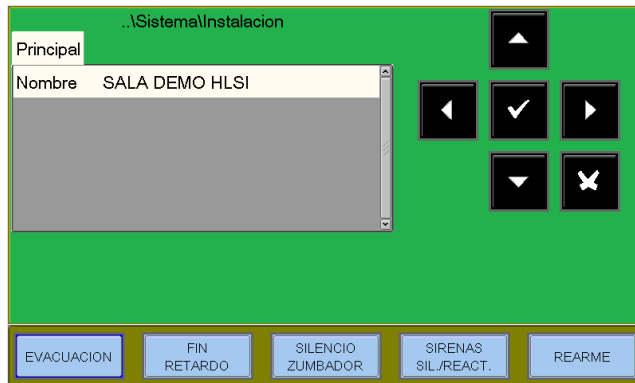 ..\Sistema\Instalacion
Principal
Nombre SALA DEMO HLSI
EVACUACION
FIN
RETARDO
SILENCIO
ZUMBADOR
SIRENAS
SIL./REACT.
REARME